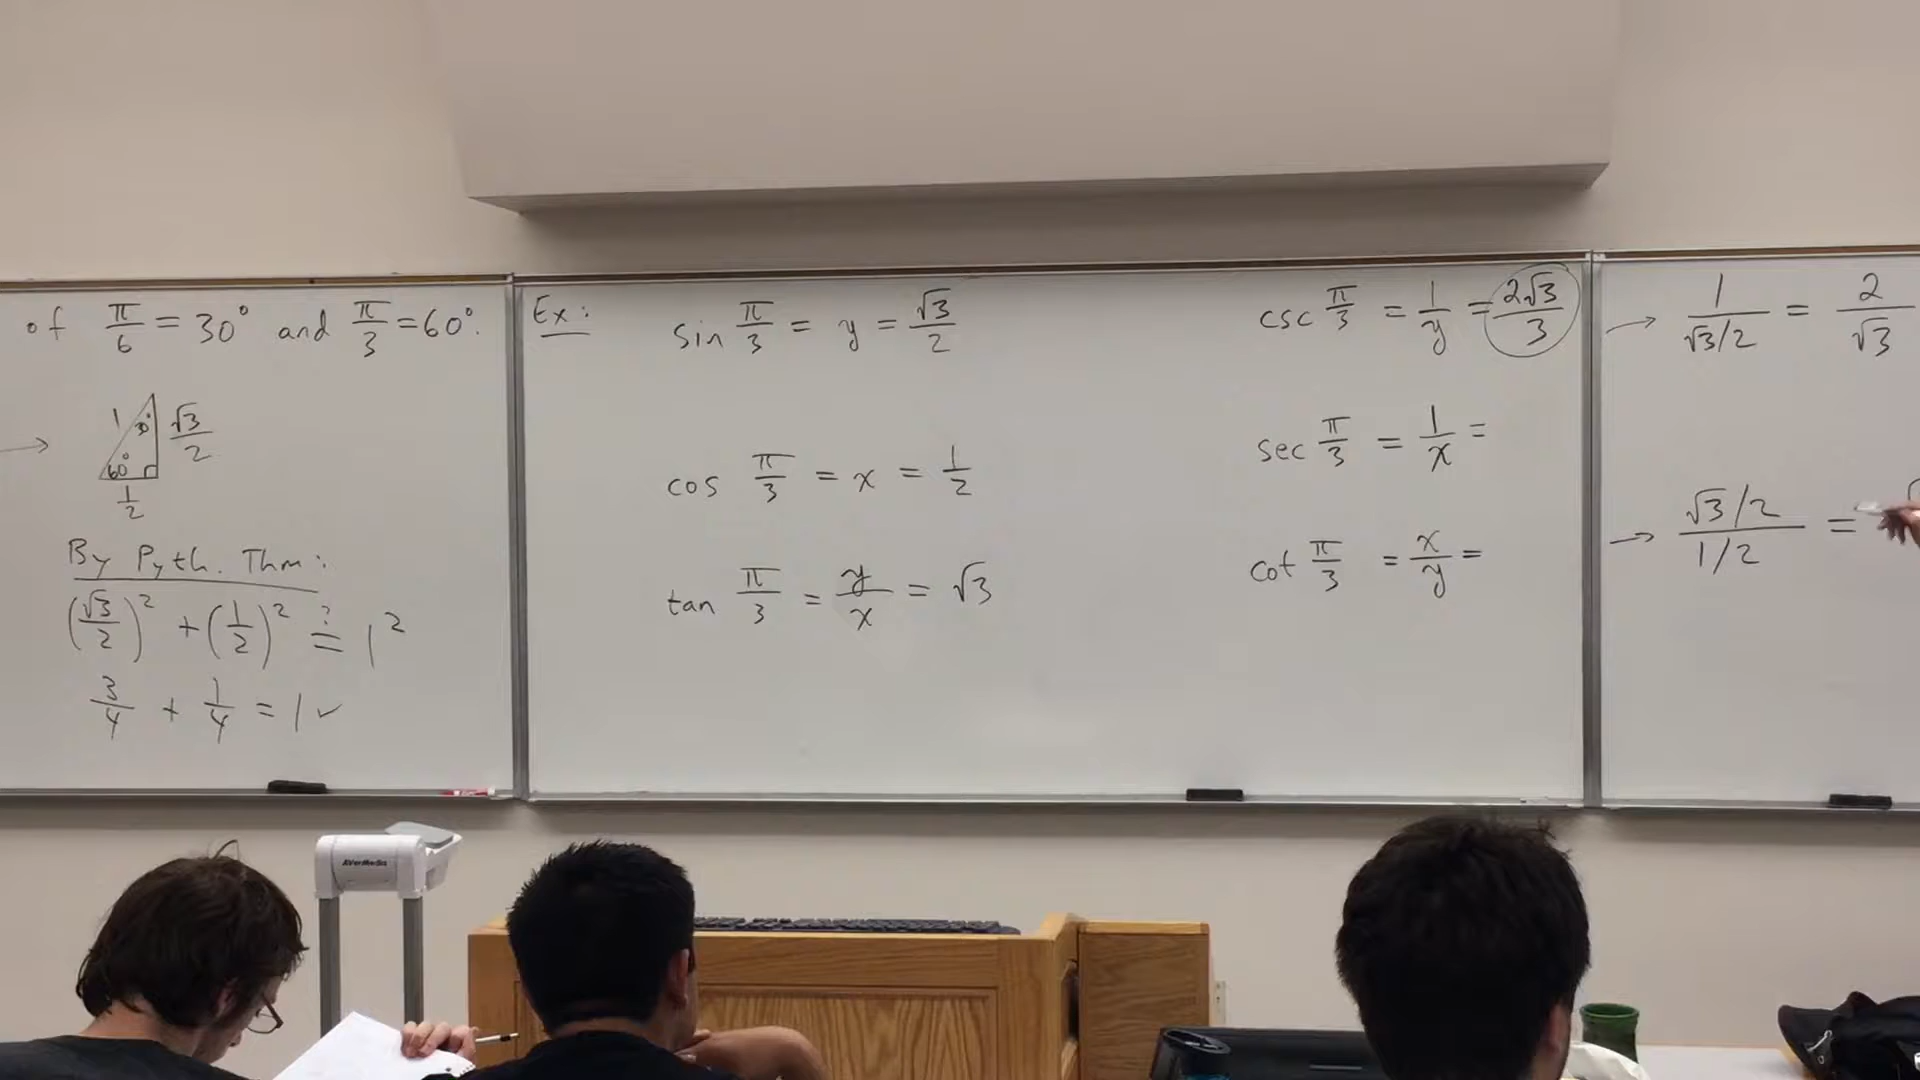 of π/6 = 30° and π/3 = 60°.
1 30° √3/2
60°
1/2
By Pyth. Thm:
(√3/2)² + (1/2)² ?= 1²
3/4 + 1/4 = 1 ✓
Ex: sin π/3 = y = √3/2
cos π/3 = x = 1/2
tan π/3 = y/x = √3
csc π/3 = 1/y = 2√3/3
sec π/3 = 1/x =
cot π/3 = x/y =
→ 1/(√3/2) = 2/√3
→ (√3/2)/(1/2) =
AVerMedia